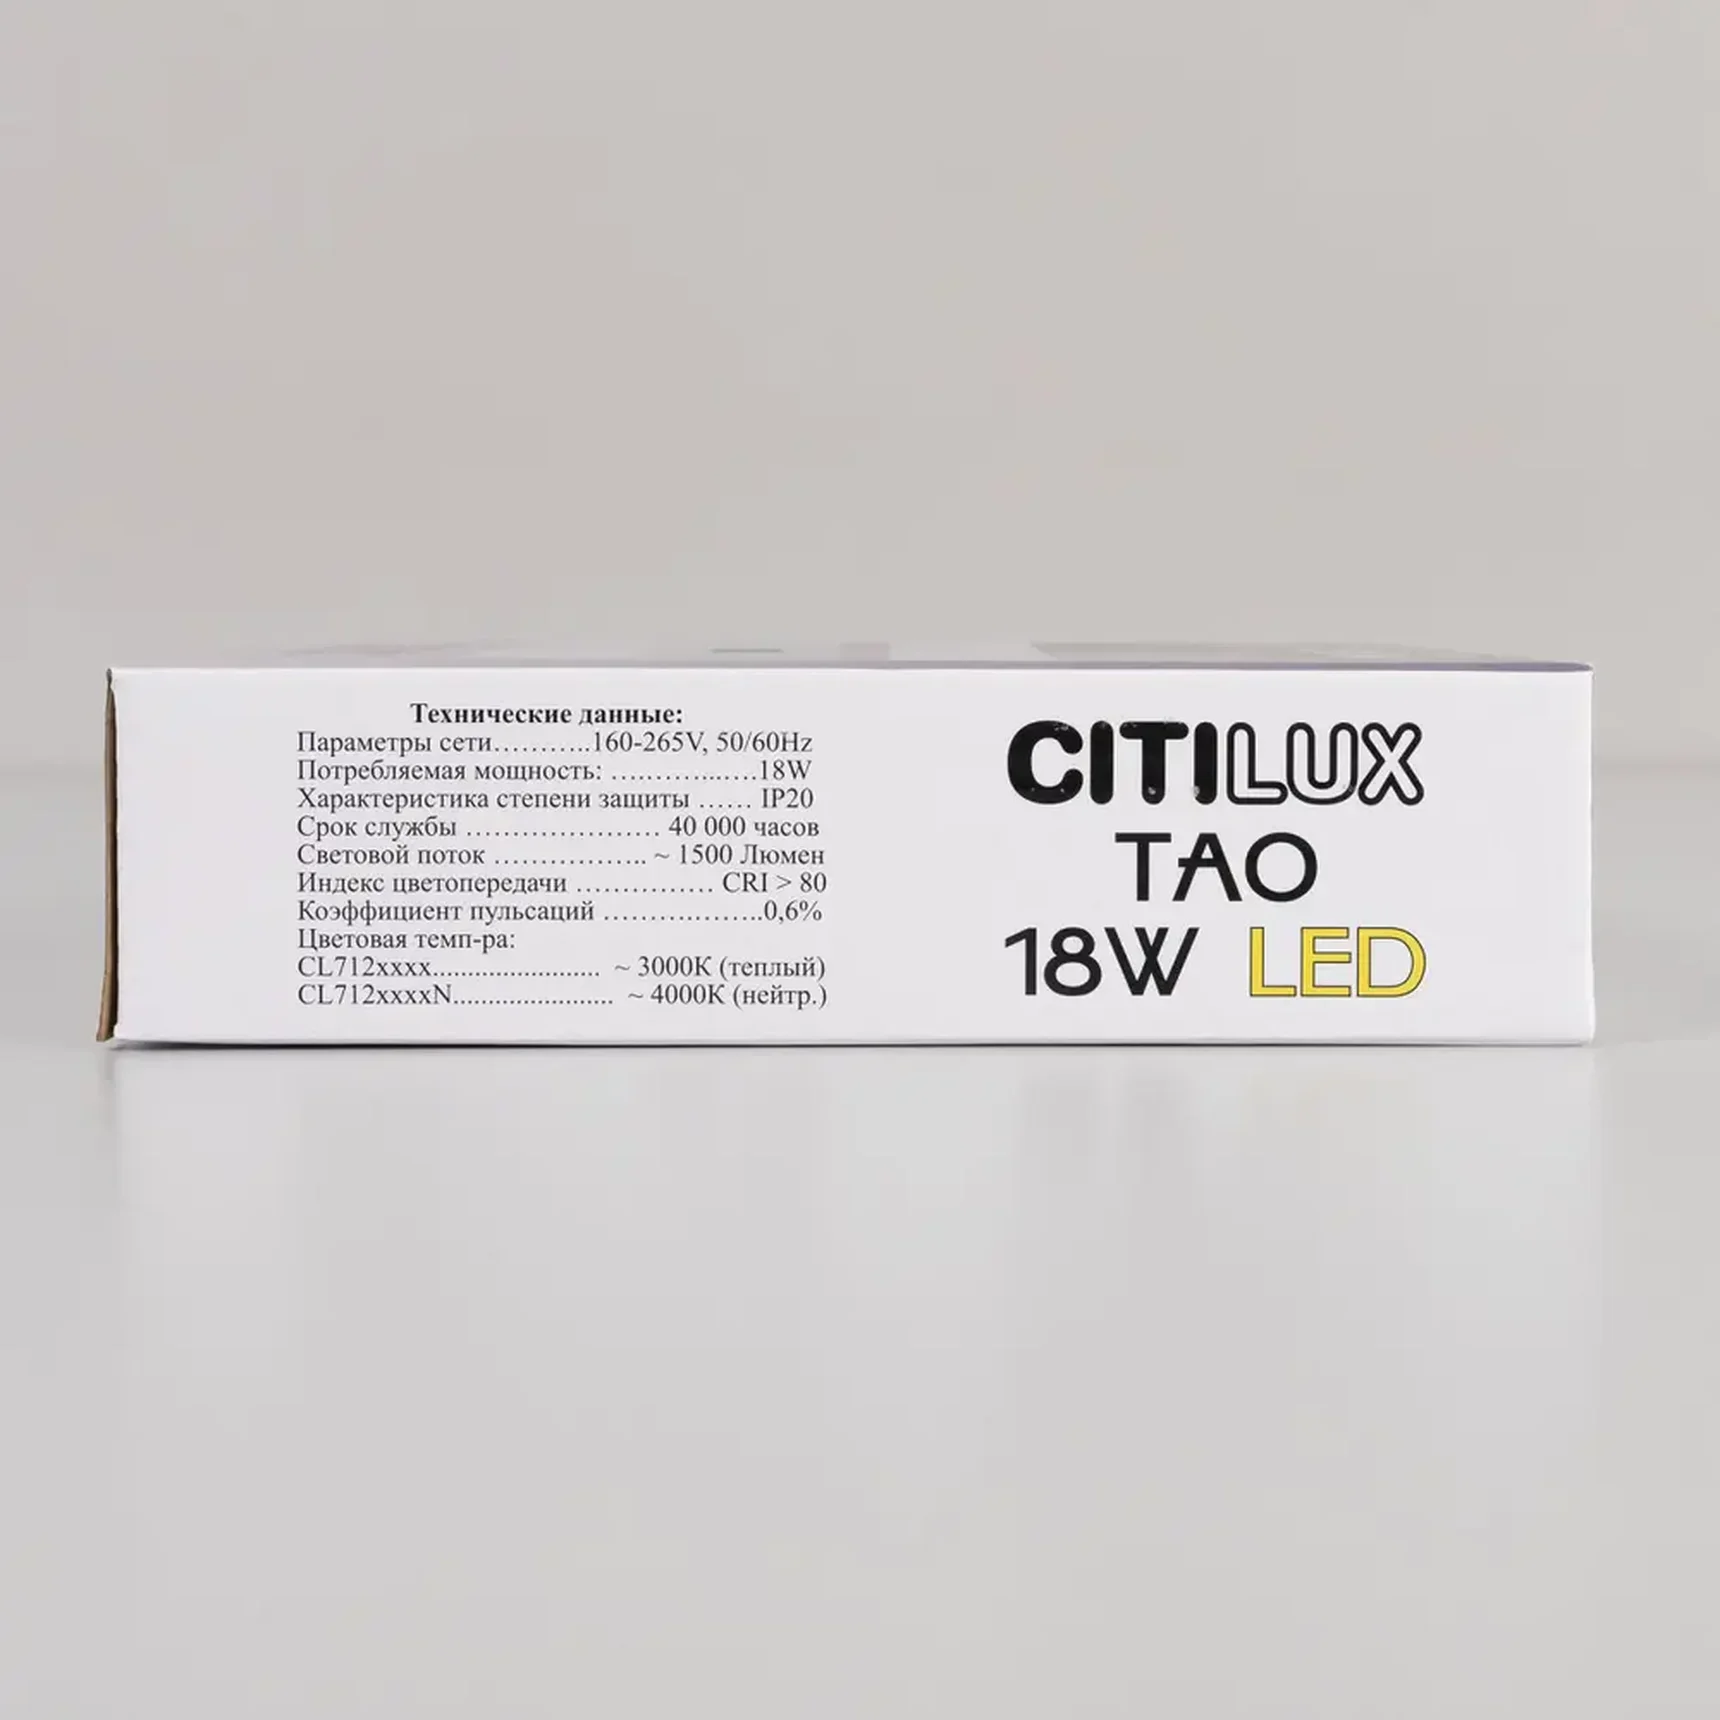 Технические данные:
Параметры сети...........160-265V, 50/60Hz
Потребляемая мощность: .................18W
Характеристика степени защиты ...... IP20
Срок службы ..................... 40 000 часов
Световой поток ................. ~ 1500 Люмен
Индекс цветопередачи ............... CRI > 80
Коэффициент пульсаций ..................0,6%
Цветовая темп-ра:
CL712xxxx........................ ~ 3000К (теплый)
CL712xxxxN....................... ~ 4000К (нейтр.)
CITILUX
TAO
18W LED